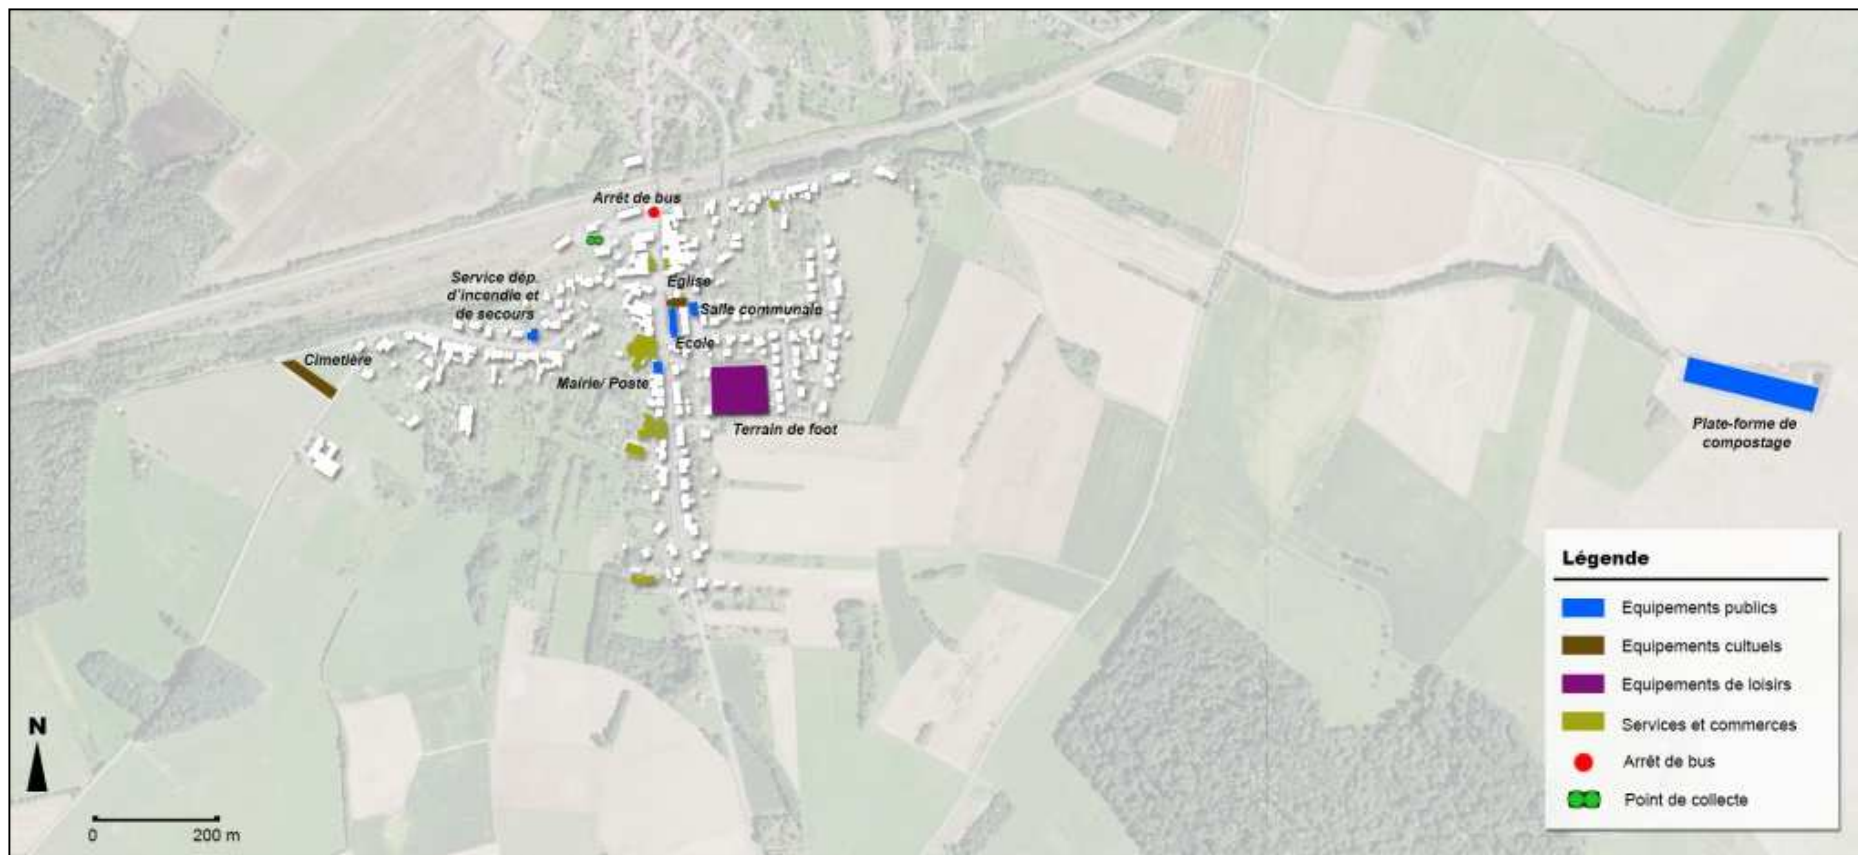 Arrêt de bus
Service dép.
d'incendie et
de secours
Eglise
Salle communale
Ecole
Cimetière
Mairie/ Poste
Terrain de foot
Plate-forme de
compostage
Légende
Equipements publics
Equipements cultuels
Equipements de loisirs
Services et commerces
Arrêt de bus
Point de collecte
N
0 200 m